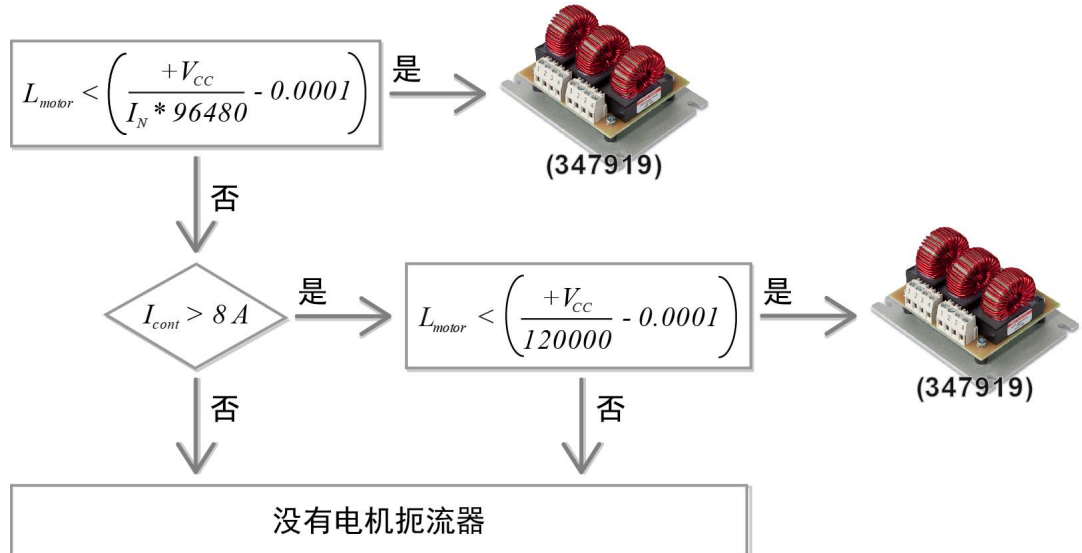 L_motor < ( +V_CC / I_N * 96480 - 0.0001 )
是
(347919)
否
I_cont > 8 A
是
L_motor < ( +V_CC / 120000 - 0.0001 )
是
(347919)
否
否
没有电机扼流器